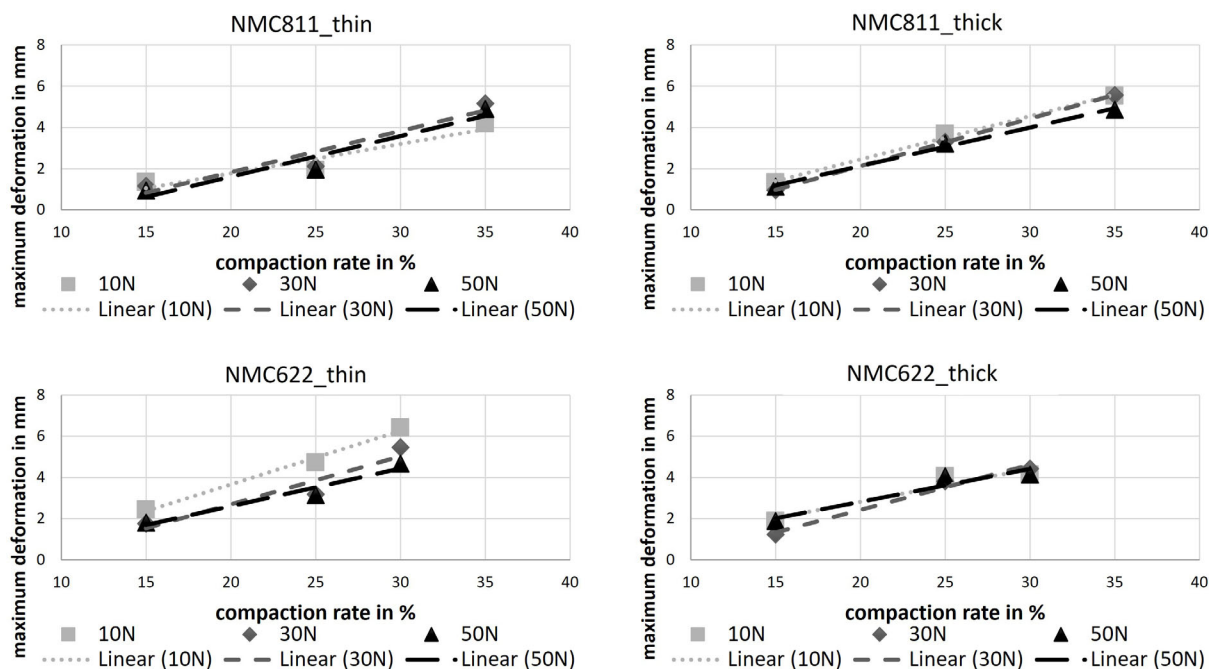 NMC811_thin
maximum deformation in mm
8
6
4
2
0
10 15 20 25 30 35 40
compaction rate in %
10N 30N 50N
Linear (10N) Linear (30N) Linear (50N)
NMC811_thick
maximum deformation in mm
8
6
4
2
0
10 15 20 25 30 35 40
compaction rate in %
10N 30N 50N
Linear (10N) Linear (30N) Linear (50N)
NMC622_thin
maximum deformation in mm
8
6
4
2
0
10 15 20 25 30 35 40
compaction rate in %
10N 30N 50N
Linear (10N) Linear (30N) Linear (50N)
NMC622_thick
maximum deformation in mm
8
6
4
2
0
10 15 20 25 30 35 40
compaction rate in %
10N 30N 50N
Linear (10N) Linear (30N) Linear (50N)